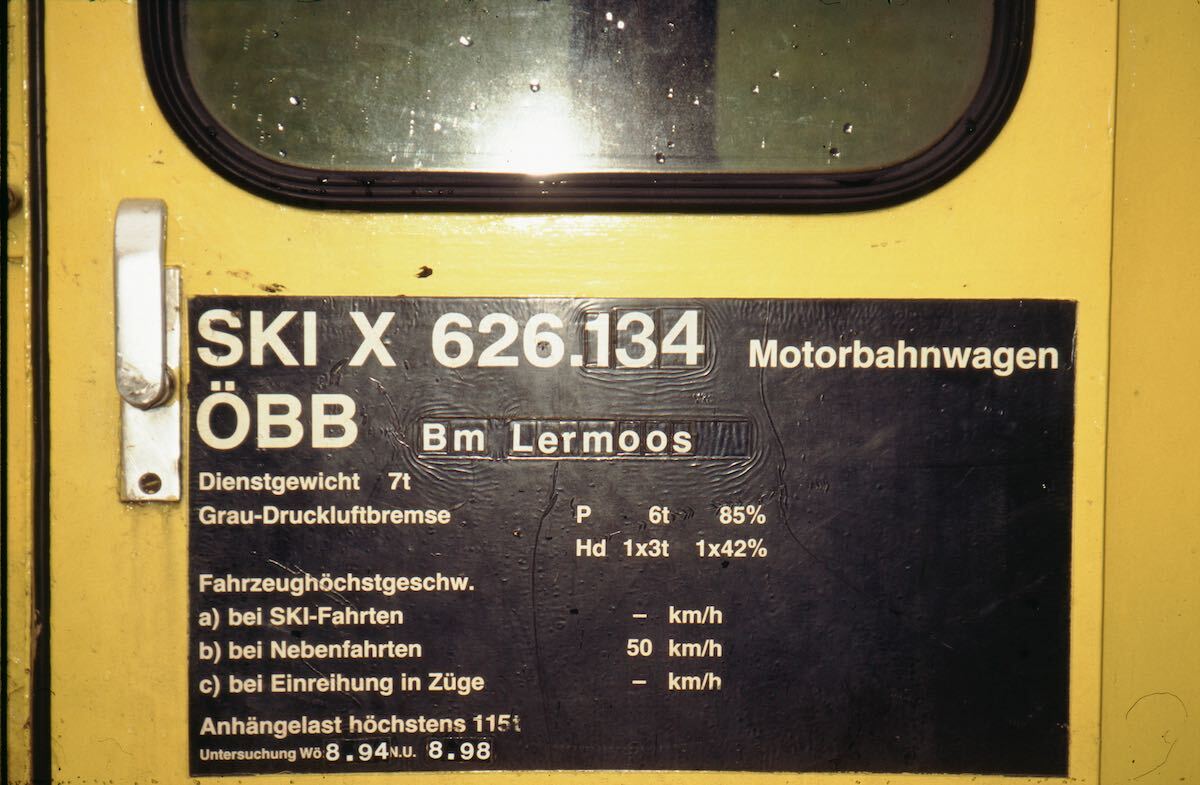 SKI X 626.134 Motorbahnwagen
ÖBB Bm Lermoos
Dienstgewicht 7t
Grau-Druckluftbremse P 6t 85%
Hd 1x3t 1x42%
Fahrzeughöchstgeschw.
a) bei SKI-Fahrten – km/h
b) bei Nebenfahrten 50 km/h
c) bei Einreihung in Züge – km/h
Anhängelast höchstens 115t
Untersuchung Wö 8.94 N.U. 8.98